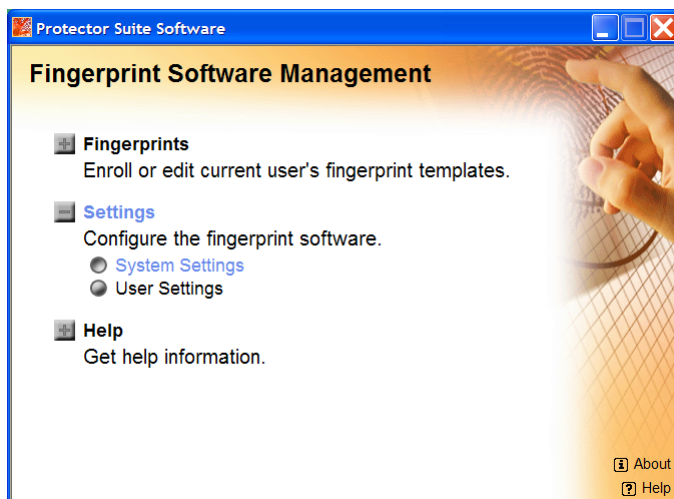 Protector Suite Software
Fingerprint Software Management
Fingerprints
Enroll or edit current user's fingerprint templates.
Settings
Configure the fingerprint software.
System Settings
User Settings
Help
Get help information.
About
Help